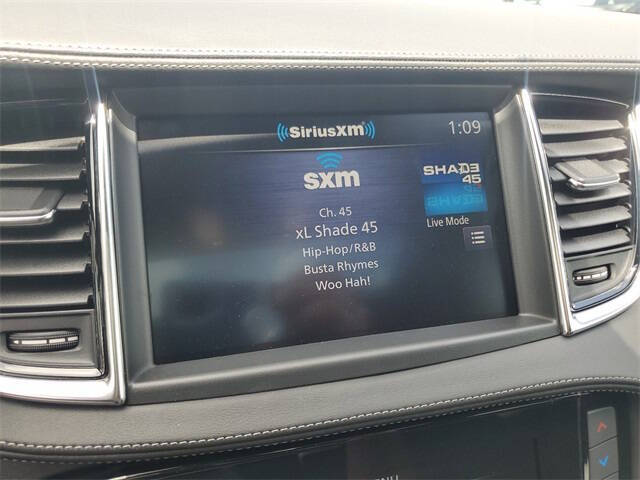 SiriusXm
1:09
sxm
SHADE
45
Ch. 45
xL Shade 45
Live Mode
Hip-Hop/R&B
Busta Rhymes
Woo Hah!